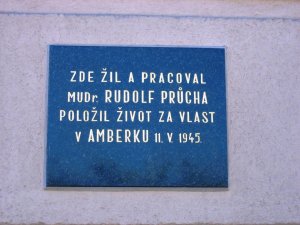 ZDE ŽIL A PRACOVAL
MUDr. RUDOLF PRŮCHA
POLOŽIL ŽIVOT ZA VLAST
V AMBERKU 11. V. 1945.